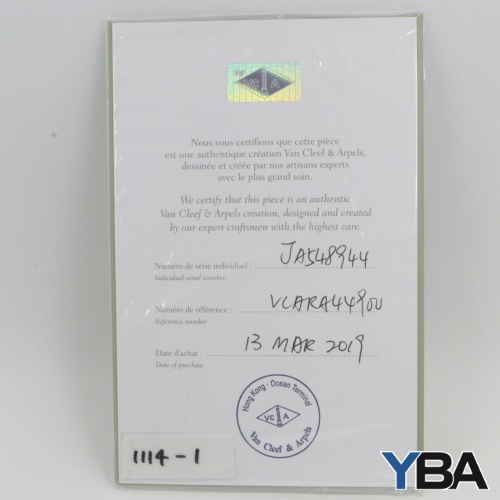 VC A
Nous vous certifions que cette pièce
est une authentique création Van Cleef & Arpels,
dessinée et créée par nos artisans experts
avec le plus grand soin.
We certify that this piece is an authentic
Van Cleef & Arpels creation, designed and created
by our expert craftsmen with the highest care.
Numéro de série individuel : JA548944
Individual serial number
Numéro de référence : VCARA44900
Reference number
Date d'achat : 13 MAR 2019
Date of purchase
Hong Kong - Ocean Terminal
VC A
Van Cleef & Arpels
1114-1
YBA